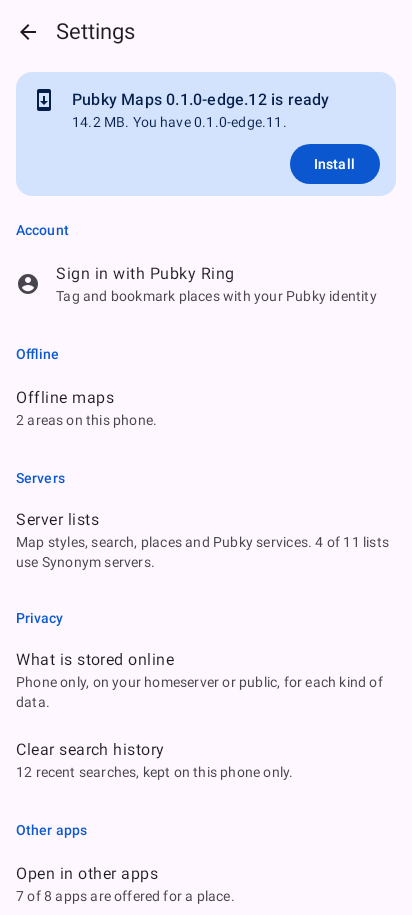 Settings
Pubky Maps 0.1.0-edge.12 is ready
14.2 MB. You have 0.1.0-edge.11.
Install
Account
Sign in with Pubky Ring
Tag and bookmark places with your Pubky identity
Offline
Offline maps
2 areas on this phone.
Servers
Server lists
Map styles, search, places and Pubky services. 4 of 11 lists
use Synonym servers.
Privacy
What is stored online
Phone only, on your homeserver or public, for each kind of
data.
Clear search history
12 recent searches, kept on this phone only.
Other apps
Open in other apps
7 of 8 apps are offered for a place.